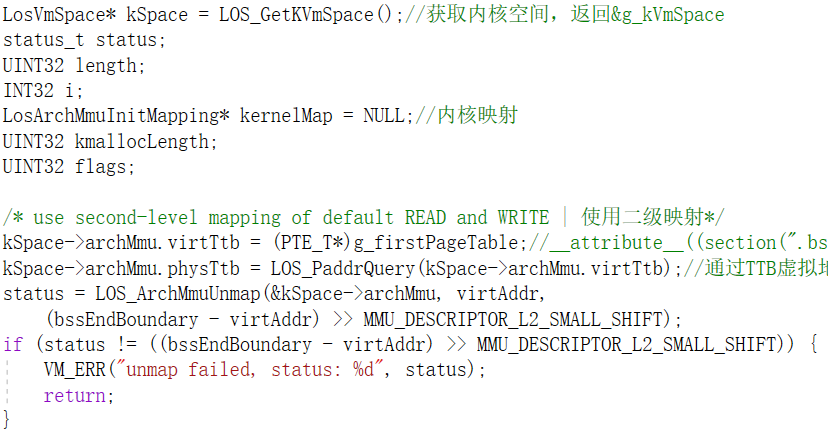 LosVmSpace* kSpace = LOS_GetKVmSpace();//获取内核空间，返回&g_kVmSpace
status_t status;
UINT32 length;
INT32 i;
LosArchMmuInitMapping* kernelMap = NULL;//内核映射
UINT32 kmallocLength;
UINT32 flags;
/* use second-level mapping of default READ and WRITE | 使用二级映射*/
kSpace->archMmu.virtTtb = (PTE_T*)g_firstPageTable;//__attribute__((section(".bs
kSpace->archMmu.physTtb = LOS_PaddrQuery(kSpace->archMmu.virtTtb);//通过TTB虚拟
status = LOS_ArchMmuUnmap(&kSpace->archMmu, virtAddr,
(bssEndBoundary - virtAddr) >> MMU_DESCRIPTOR_L2_SMALL_SHIFT);
if (status != ((bssEndBoundary - virtAddr) >> MMU_DESCRIPTOR_L2_SMALL_SHIFT)) {
VM_ERR("unmap failed, status: %d", status);
return;
}